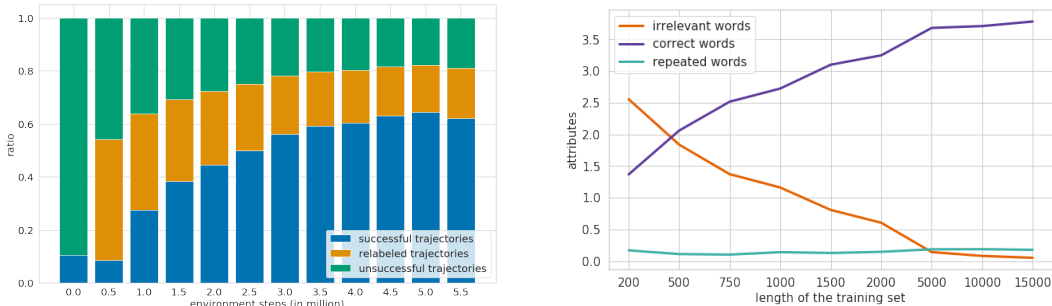 1.0
0.8
0.6
0.4
0.2
0.0
ratio
successful trajectories
relabeled trajectories
unsuccessful trajectories
0.0 0.5 1.0 1.5 2.0 2.5 3.0 3.5 4.0 4.5 5.0 5.5
environment steps (in million)
irrelevant words
correct words
repeated words
3.5
3.0
2.5
2.0
1.5
1.0
0.5
0.0
attributes
200 500 750 1000 1500 2000 5000 10000 15000
length of the training set